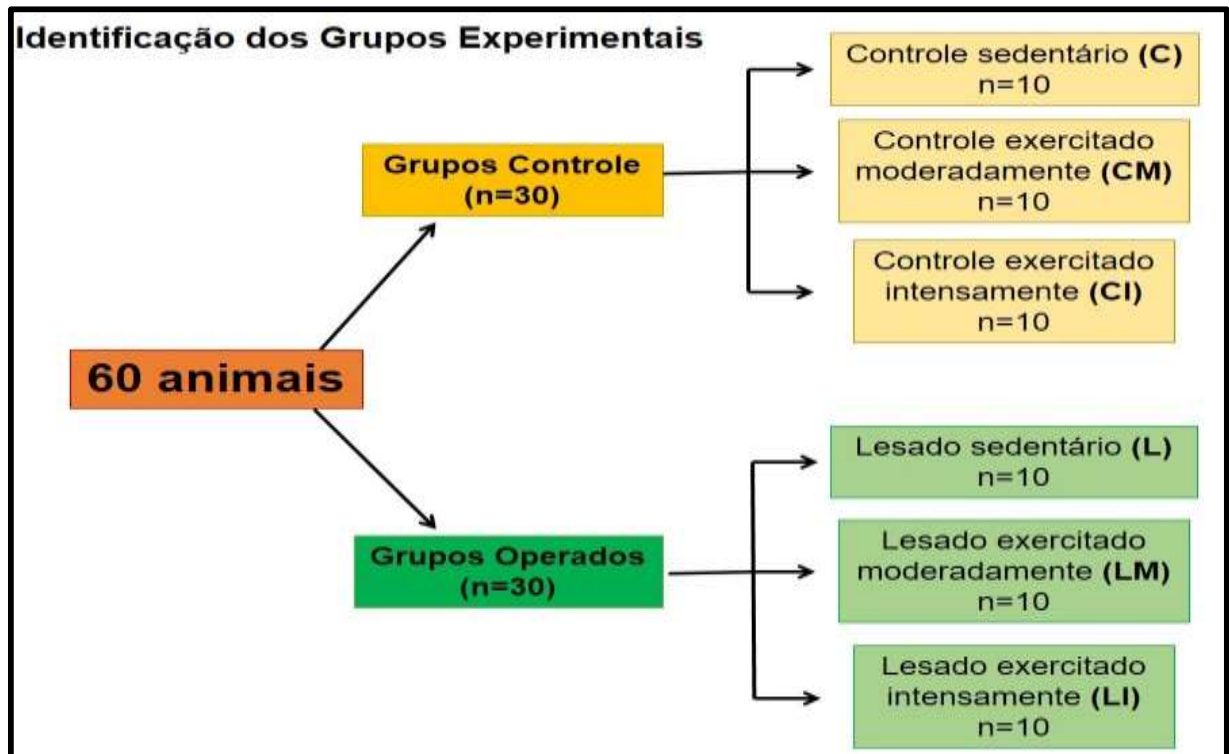 Identificação dos Grupos Experimentais
Controle sedentário (C)
n=10
Grupos Controle
(n=30)
Controle exercitado
moderadamente (CM)
n=10
Controle exercitado
intensamente (CI)
n=10
60 animais
Lesado sedentário (L)
n=10
Grupos Operados
(n=30)
Lesado exercitado
moderadamente (LM)
n=10
Lesado exercitado
intensamente (LI)
n=10